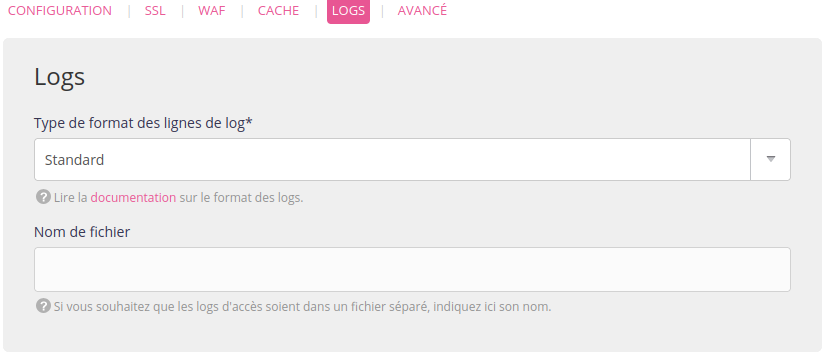 CONFIGURATION | SSL | WAF | CACHE | LOGS | AVANCÉ
Logs
Type de format des lignes de log*
Standard
? Lire la documentation sur le format des logs.
Nom de fichier
? Si vous souhaitez que les logs d'accès soient dans un fichier séparé, indiquez ici son nom.